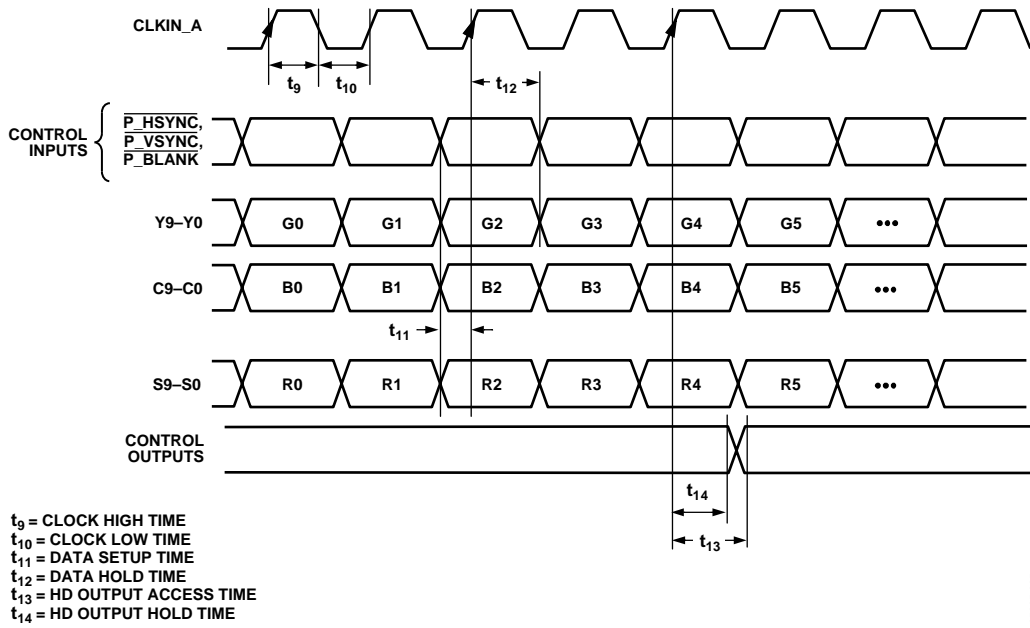 CLKIN_A
t9
t10
t12
CONTROL
INPUTS
P_HSYNC,
P_VSYNC,
P_BLANK
Y9–Y0 G0 G1 G2 G3 G4 G5 •••
C9–C0 B0 B1 B2 B3 B4 B5 •••
t11
S9–S0 R0 R1 R2 R3 R4 R5 •••
CONTROL
OUTPUTS
t14
t13
t9 = CLOCK HIGH TIME
t10 = CLOCK LOW TIME
t11 = DATA SETUP TIME
t12 = DATA HOLD TIME
t13 = HD OUTPUT ACCESS TIME
t14 = HD OUTPUT HOLD TIME